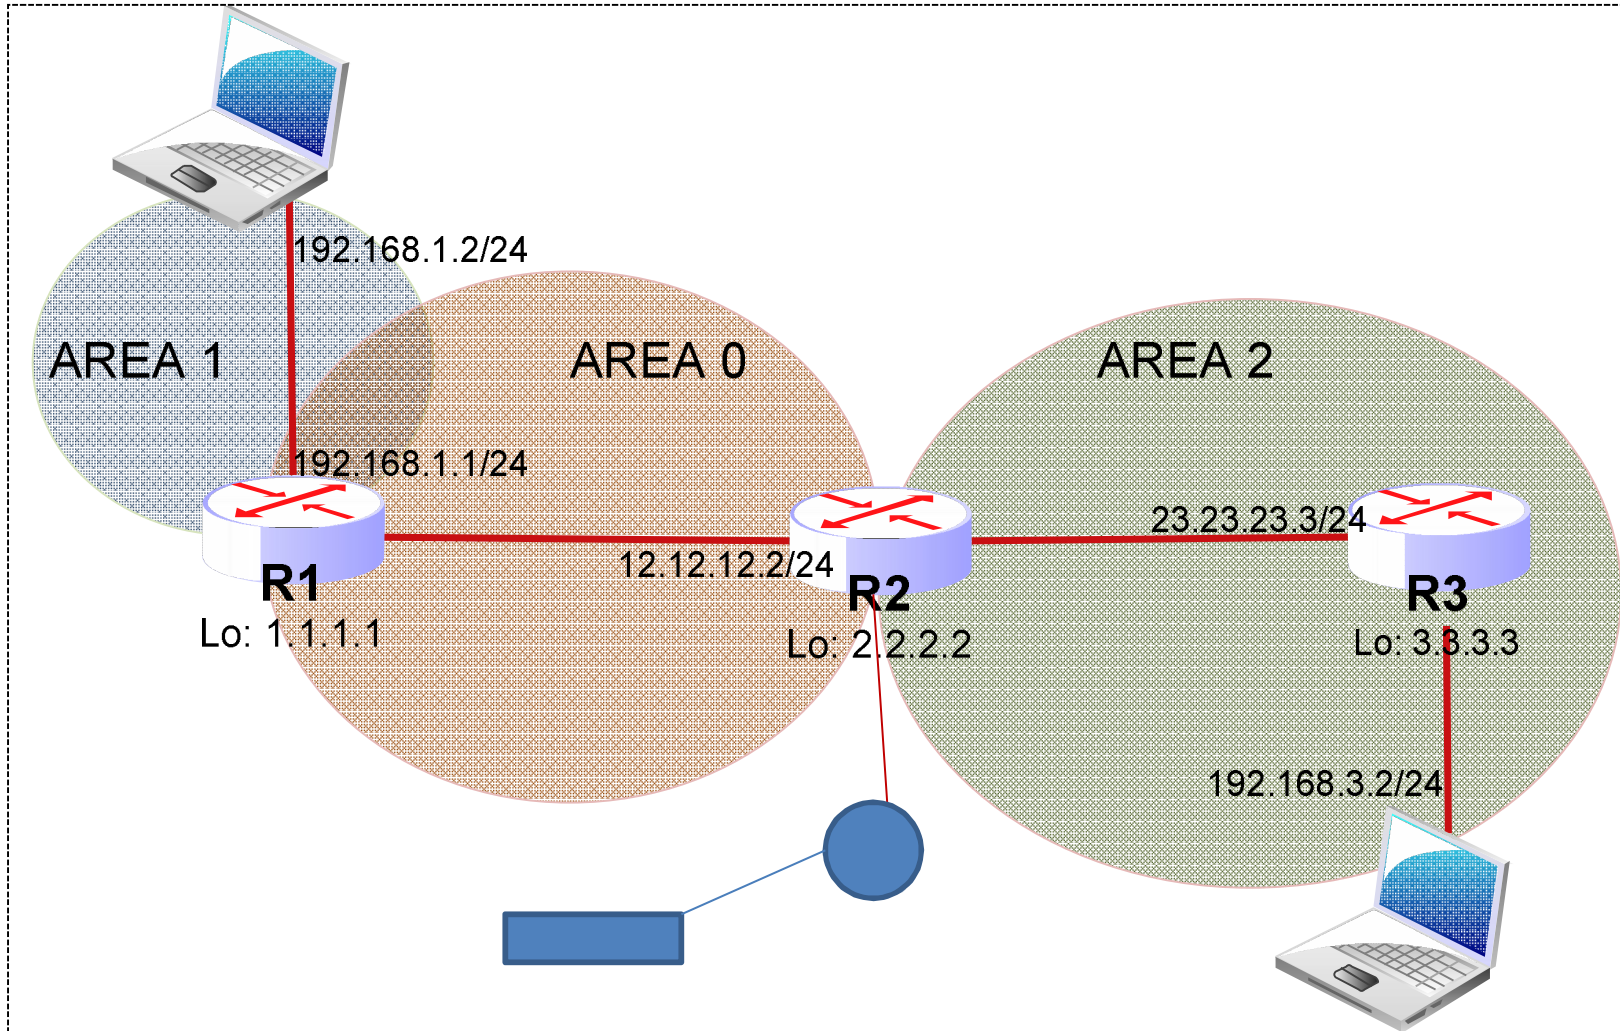 192.168.1.2/24
AREA 1
AREA 0
AREA 2
192.168.1.1/24
23.23.23.3/24
12.12.12.2/24
R1
R2
R3
Lo: 1.1.1.1
Lo: 2.2.2.2
Lo: 3.3.3.3
192.168.3.2/24